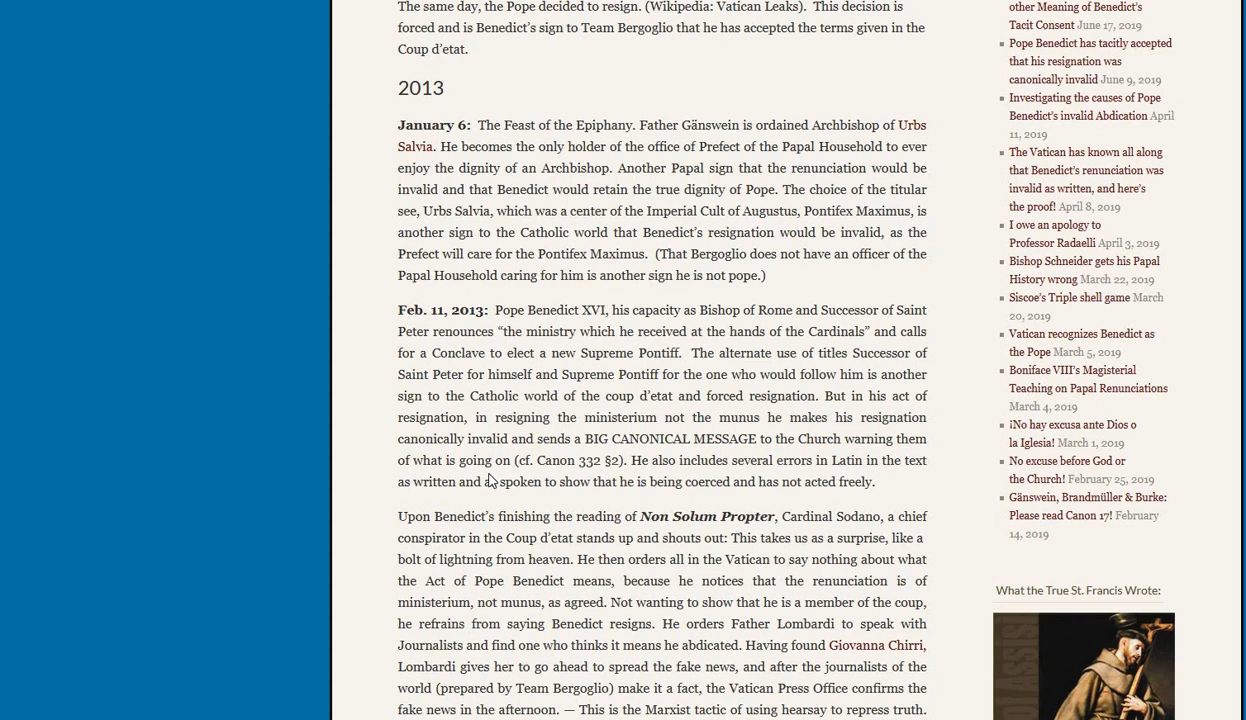 The same day, the Pope decided to resign. (Wikipedia: Vatican Leaks).  This decision is
forced and is Benedict’s sign to Team Bergoglio that he has accepted the terms given in the
Coup d’etat.
2013
January 6:  The Feast of the Epiphany. Father Gänswein is ordained Archbishop of Urbs
Salvia. He becomes the only holder of the office of Prefect of the Papal Household to ever
enjoy the dignity of an Archbishop. Another Papal sign that the renunciation would be
invalid and that Benedict would retain the true dignity of Pope. The choice of the titular
see, Urbs Salvia, which was a center of the Imperial Cult of Augustus, Pontifex Maximus, is
another sign to the Catholic world that Benedict’s resignation would be invalid, as the
Prefect will care for the Pontifex Maximus.  (That Bergoglio does not have an officer of the
Papal Household caring for him is another sign he is not pope.)
Feb. 11, 2013:  Pope Benedict XVI, his capacity as Bishop of Rome and Successor of Saint
Peter renounces “the ministry which he received at the hands of the Cardinals” and calls
for a Conclave to elect a new Supreme Pontiff.  The alternate use of titles Successor of
Saint Peter for himself and Supreme Pontiff for the one who would follow him is another
sign to the Catholic world of the coup d’etat and forced resignation. But in his act of
resignation, in resigning the ministerium not the munus he makes his resignation
canonically invalid and sends a BIG CANONICAL MESSAGE to the Church warning them
of what is going on (cf. Canon 332 §2). He also includes several errors in Latin in the text
as written and as spoken to show that he is being coerced and has not acted freely.
Upon Benedict’s finishing the reading of Non Solum Propter, Cardinal Sodano, a chief
conspirator in the Coup d’etat stands up and shouts out: This takes us as a surprise, like a
bolt of lightning from heaven. He then orders all in the Vatican to say nothing about what
the Act of Pope Benedict means, because he notices that the renunciation is of
ministerium, not munus, as agreed. Not wanting to show that he is a member of the coup,
he refrains from saying Benedict resigns. He orders Father Lombardi to speak with
Journalists and find one who thinks it means he abdicated. Having found Giovanna Chirri,
Lombardi gives her to go ahead to spread the fake news, and after the journalists of the
world (prepared by Team Bergoglio) make it a fact, the Vatican Press Office confirms the
fake news in the afternoon. — This is the Marxist tactic of using hearsay to repress truth.
other Meaning of Benedict’s
Tacit Consent June 17, 2019
Pope Benedict has tacitly accepted
that his resignation was
canonically invalid June 9, 2019
Investigating the causes of Pope
Benedict’s invalid Abdication April
11, 2019
The Vatican has known all along
that Benedict’s renunciation was
invalid as written, and here’s
the proof! April 8, 2019
I owe an apology to
Professor Radaelli April 3, 2019
Bishop Schneider gets his Papal
History wrong March 22, 2019
Siscoe’s Triple shell game March
20, 2019
Vatican recognizes Benedict as
the Pope March 5, 2019
Boniface VIII’s Magisterial
Teaching on Papal Renunciations
March 4, 2019
¡No hay excusa ante Dios o
la Iglesia! March 1, 2019
No excuse before God or
the Church! February 25, 2019
Gänswein, Brandmüller & Burke:
Please read Canon 17! February
14, 2019
What the True St. Francis Wrote: